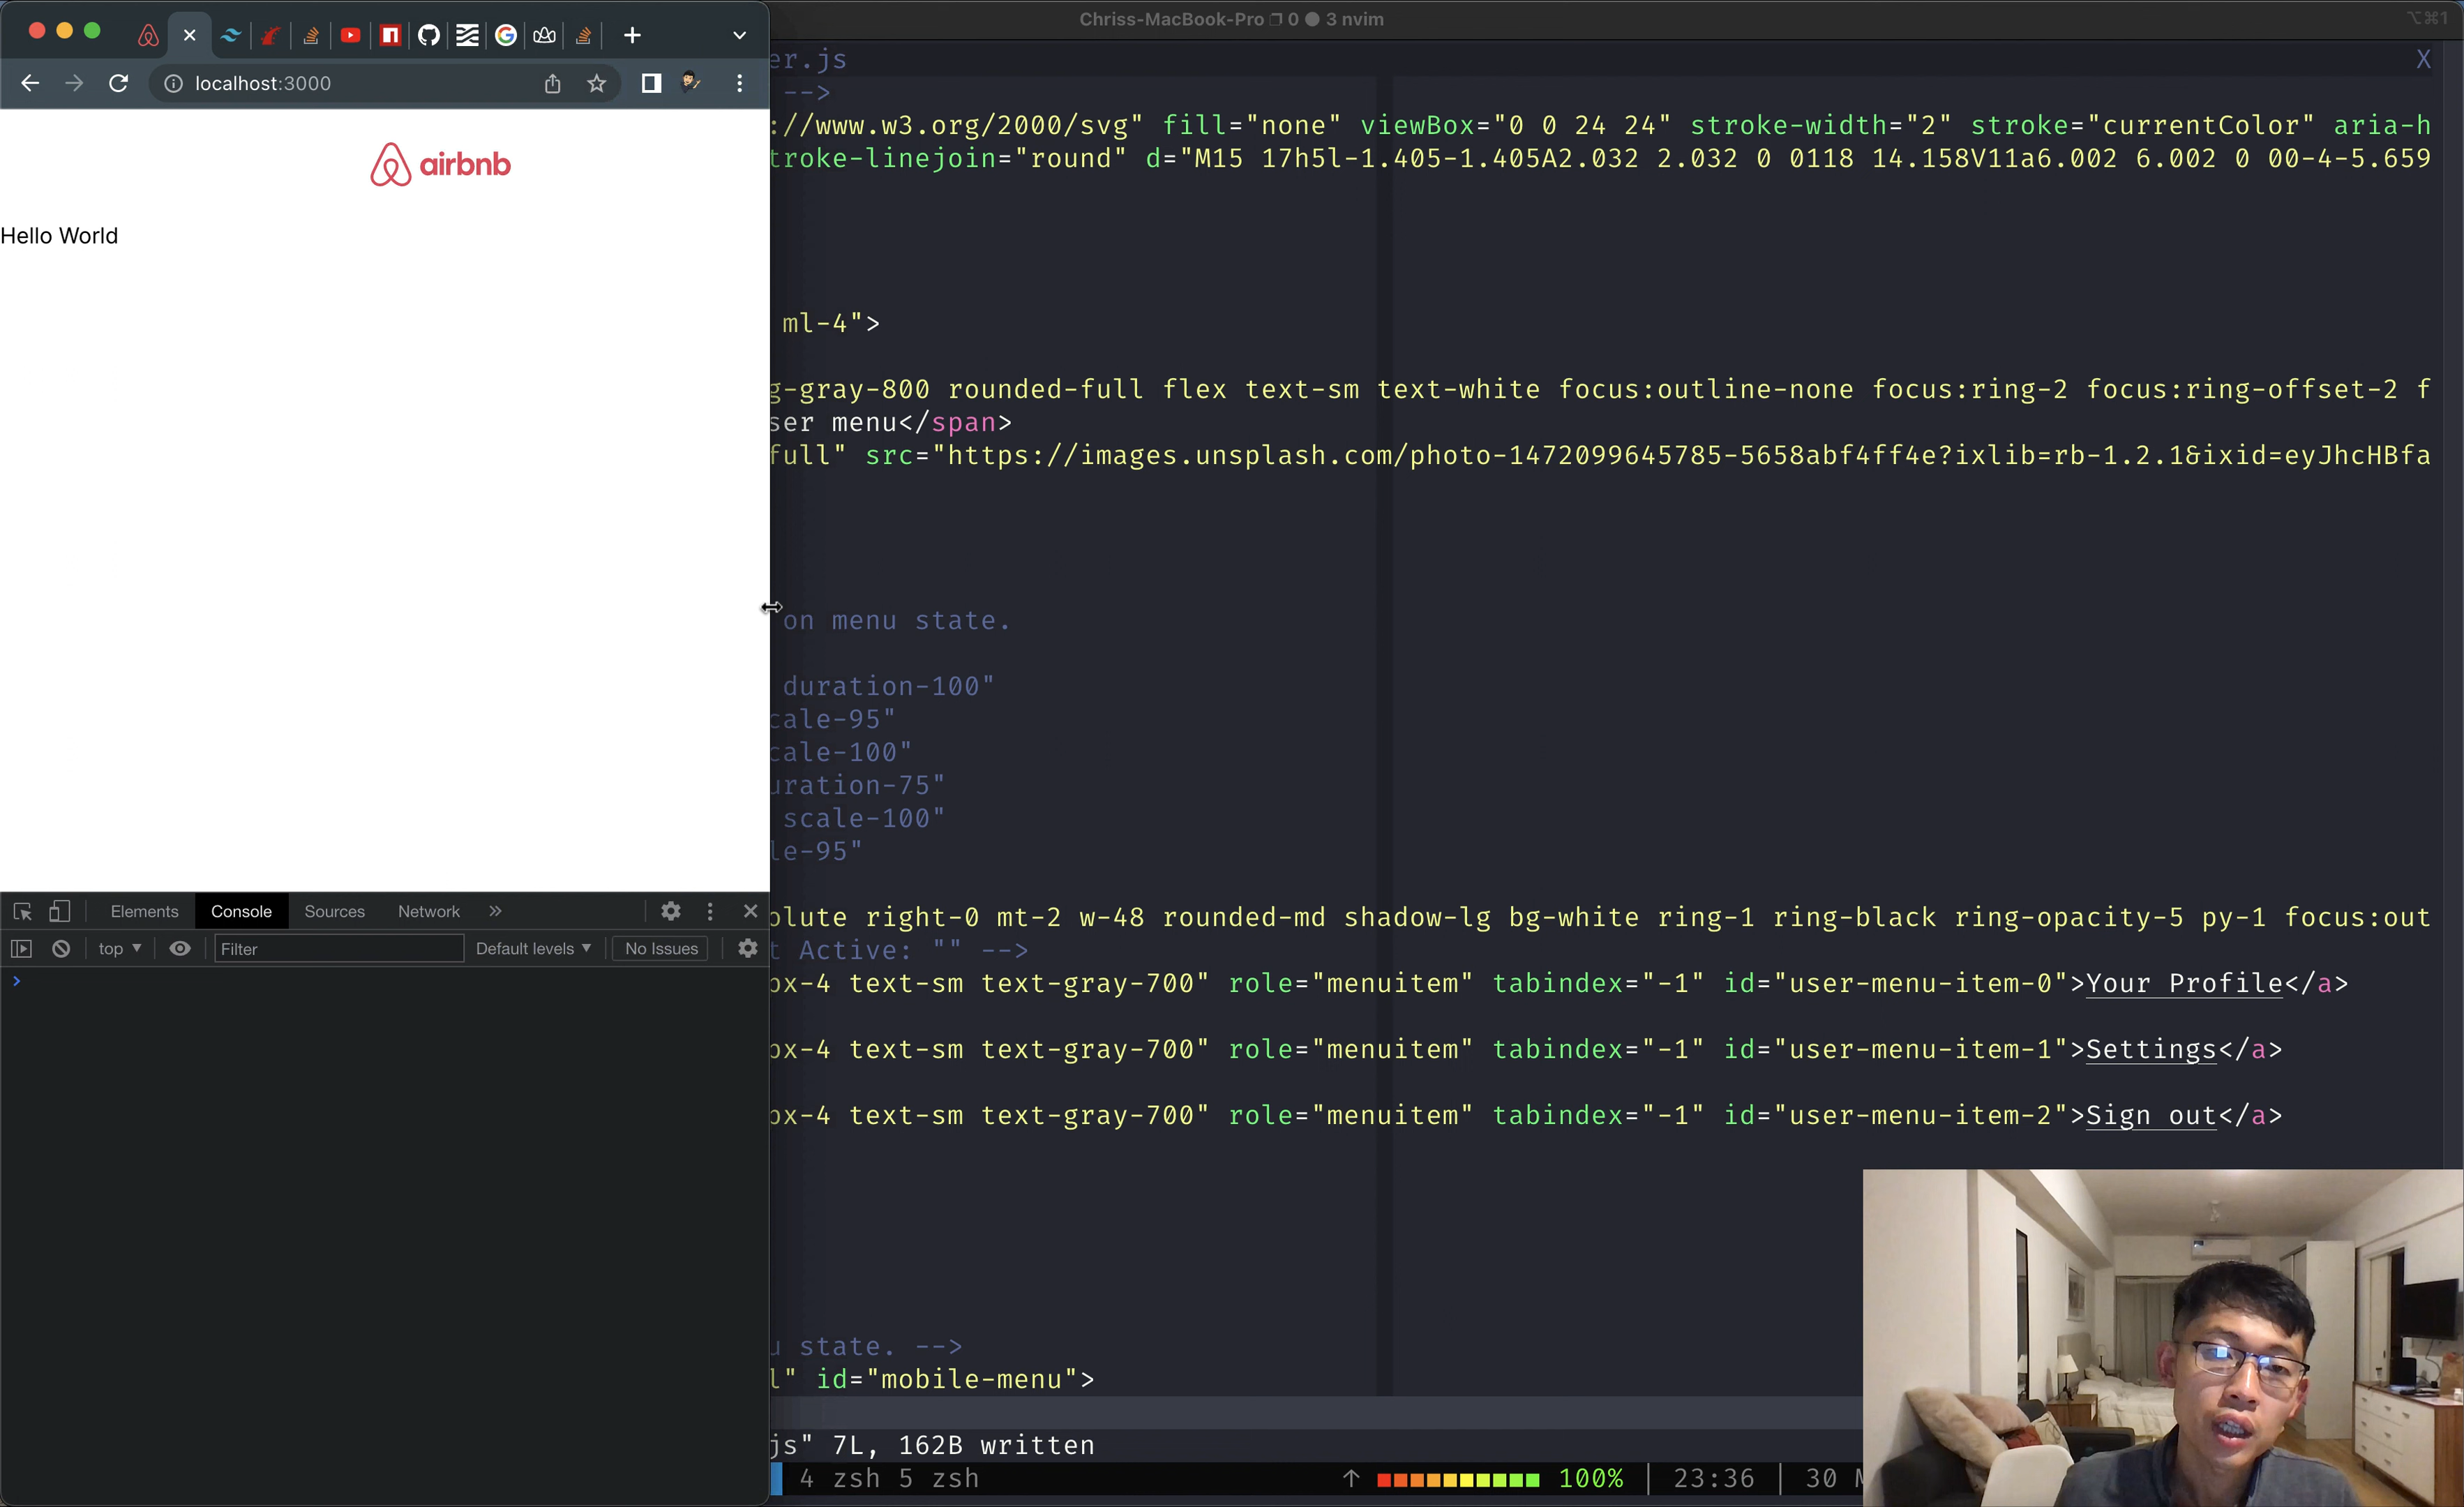 Chriss-MacBook-Pro 0 3 nvim
⌥⌘1
localhost:3000
airbnb
Hello World
Elements Console Sources Network
top Filter Default levels No Issues
er.js X
-->
://www.w3.org/2000/svg" fill="none" viewBox="0 0 24 24" stroke-width="2" stroke="currentColor" aria-h
troke-linejoin="round" d="M15 17h5l-1.405-1.405A2.032 2.032 0 0118 14.158V11a6.002 6.002 0 00-4-5.659
ml-4">
g-gray-800 rounded-full flex text-sm text-white focus:outline-none focus:ring-2 focus:ring-offset-2 f
ser menu</span>
full" src="https://images.unsplash.com/photo-1472099645785-5658abf4ff4e?ixlib=rb-1.2.1&ixid=eyJhcHBfa
on menu state.
duration-100"
cale-95"
cale-100"
uration-75"
scale-100"
le-95"
olute right-0 mt-2 w-48 rounded-md shadow-lg bg-white ring-1 ring-black ring-opacity-5 py-1 focus:out
t Active: "" -->
px-4 text-sm text-gray-700" role="menuitem" tabindex="-1" id="user-menu-item-0">Your Profile</a>
px-4 text-sm text-gray-700" role="menuitem" tabindex="-1" id="user-menu-item-1">Settings</a>
px-4 text-sm text-gray-700" role="menuitem" tabindex="-1" id="user-menu-item-2">Sign out</a>
u state. -->
l" id="mobile-menu">
js" 7L, 162B written
4 zsh 5 zsh ↑ 100% | 23:36 | 30 M